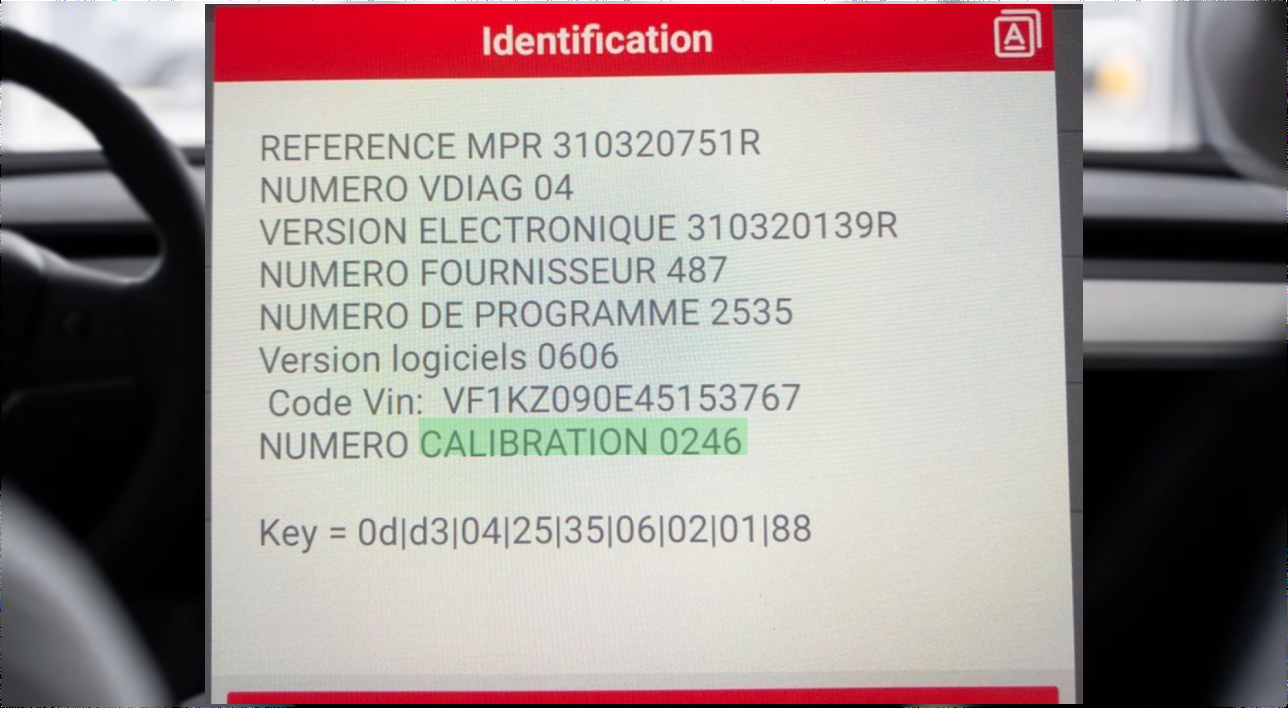 Identification
REFERENCE MPR 310320751R
NUMERO VDIAG 04
VERSION ELECTRONIQUE 310320139R
NUMERO FOURNISSEUR 487
NUMERO DE PROGRAMME 2535
Version logiciels 0606
Code Vin: VF1KZ090E45153767
NUMERO CALIBRATION 0246
Key = 0d|d3|04|25|35|06|02|01|88